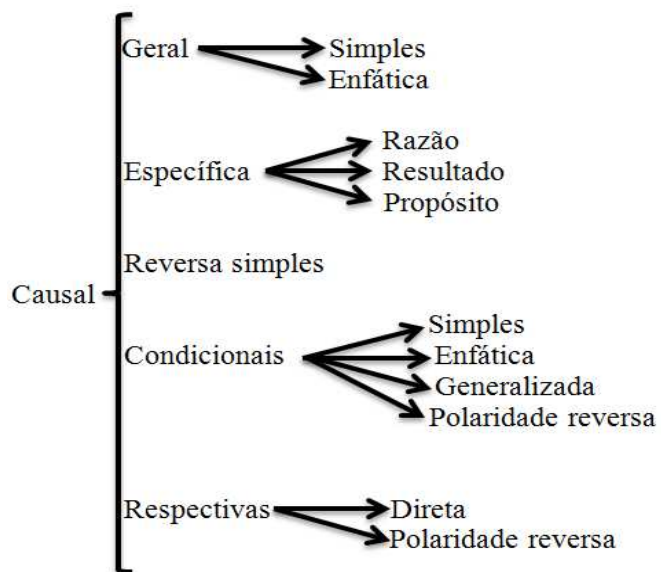 Geral
Simples
Enfática
Específica
Razão
Resultado
Propósito
Reversa simples
Causal
Condicionais
Simples
Enfática
Generalizada
Polaridade reversa
Respectivas
Direta
Polaridade reversa